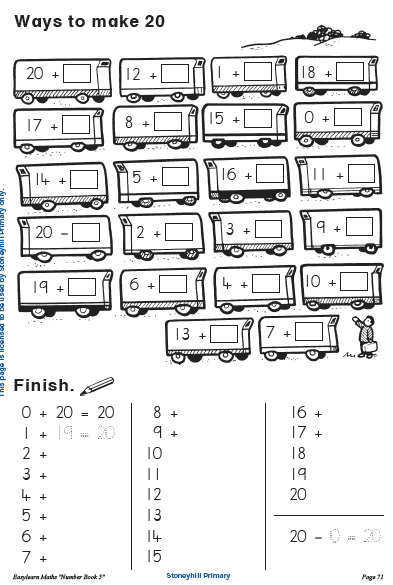 Ways to make 20
20 + 12 + 1 + 18 +
17 + 8 + 15 + 0 +
14 + 5 + 16 + 11 +
20 - 2 + 3 + 9 +
19 + 6 + 4 + 10 +
13 + 7 +
This page is licensed to be used by Stoneyhill Primary only.
Finish.
0 + 20 = 20
1 + 19 = 20
2 +
3 +
4 +
5 +
6 +
7 +
8 +
9 +
10
11
12
13
14
15
16 +
17 +
18
19
20
20 - 0 = 20
Easylearn Maths "Number Book 3" Stoneyhill Primary Page 71